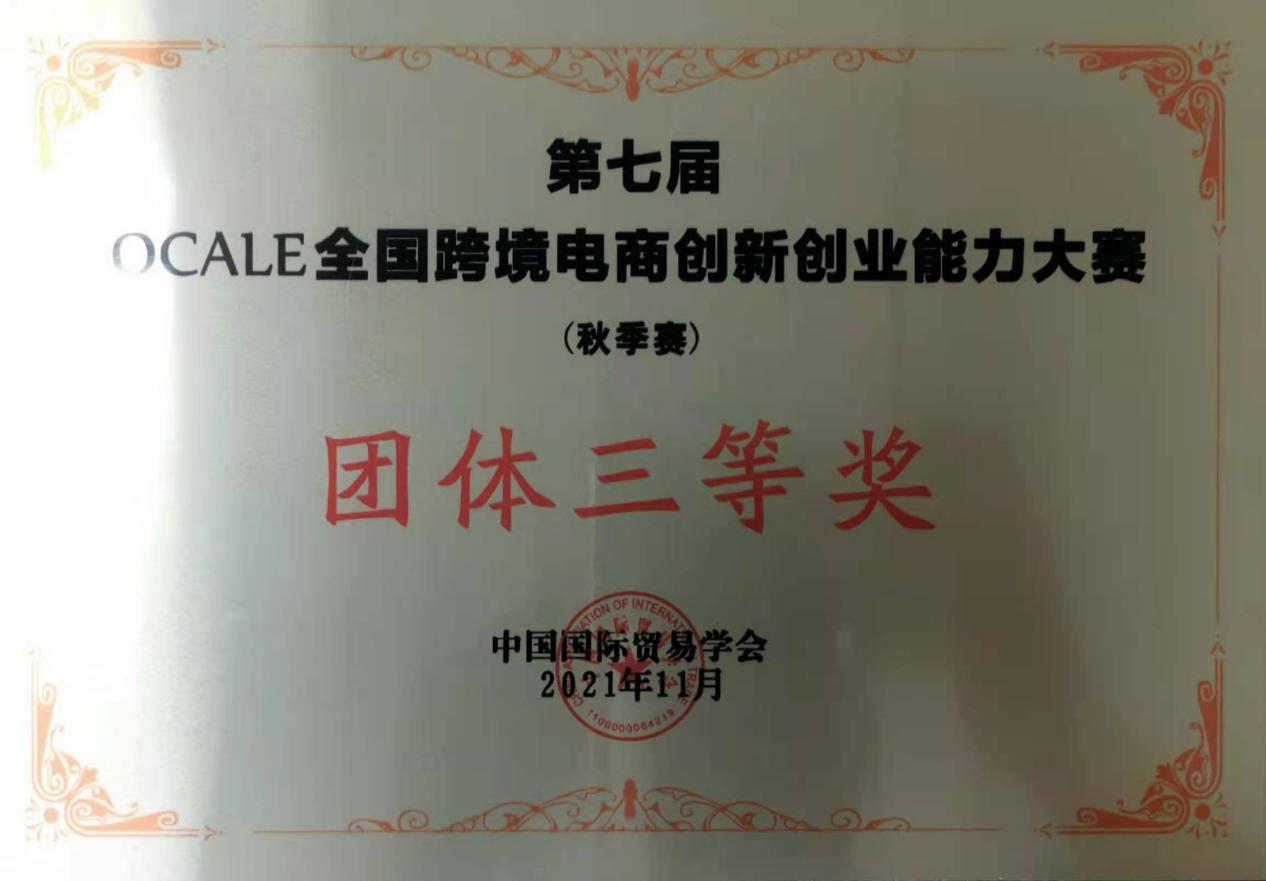 第七届
OCALE全国跨境电商创新创业能力大赛
(秋季赛)
团体三等奖
中国国际贸易学会
2021年11月
1100000064219